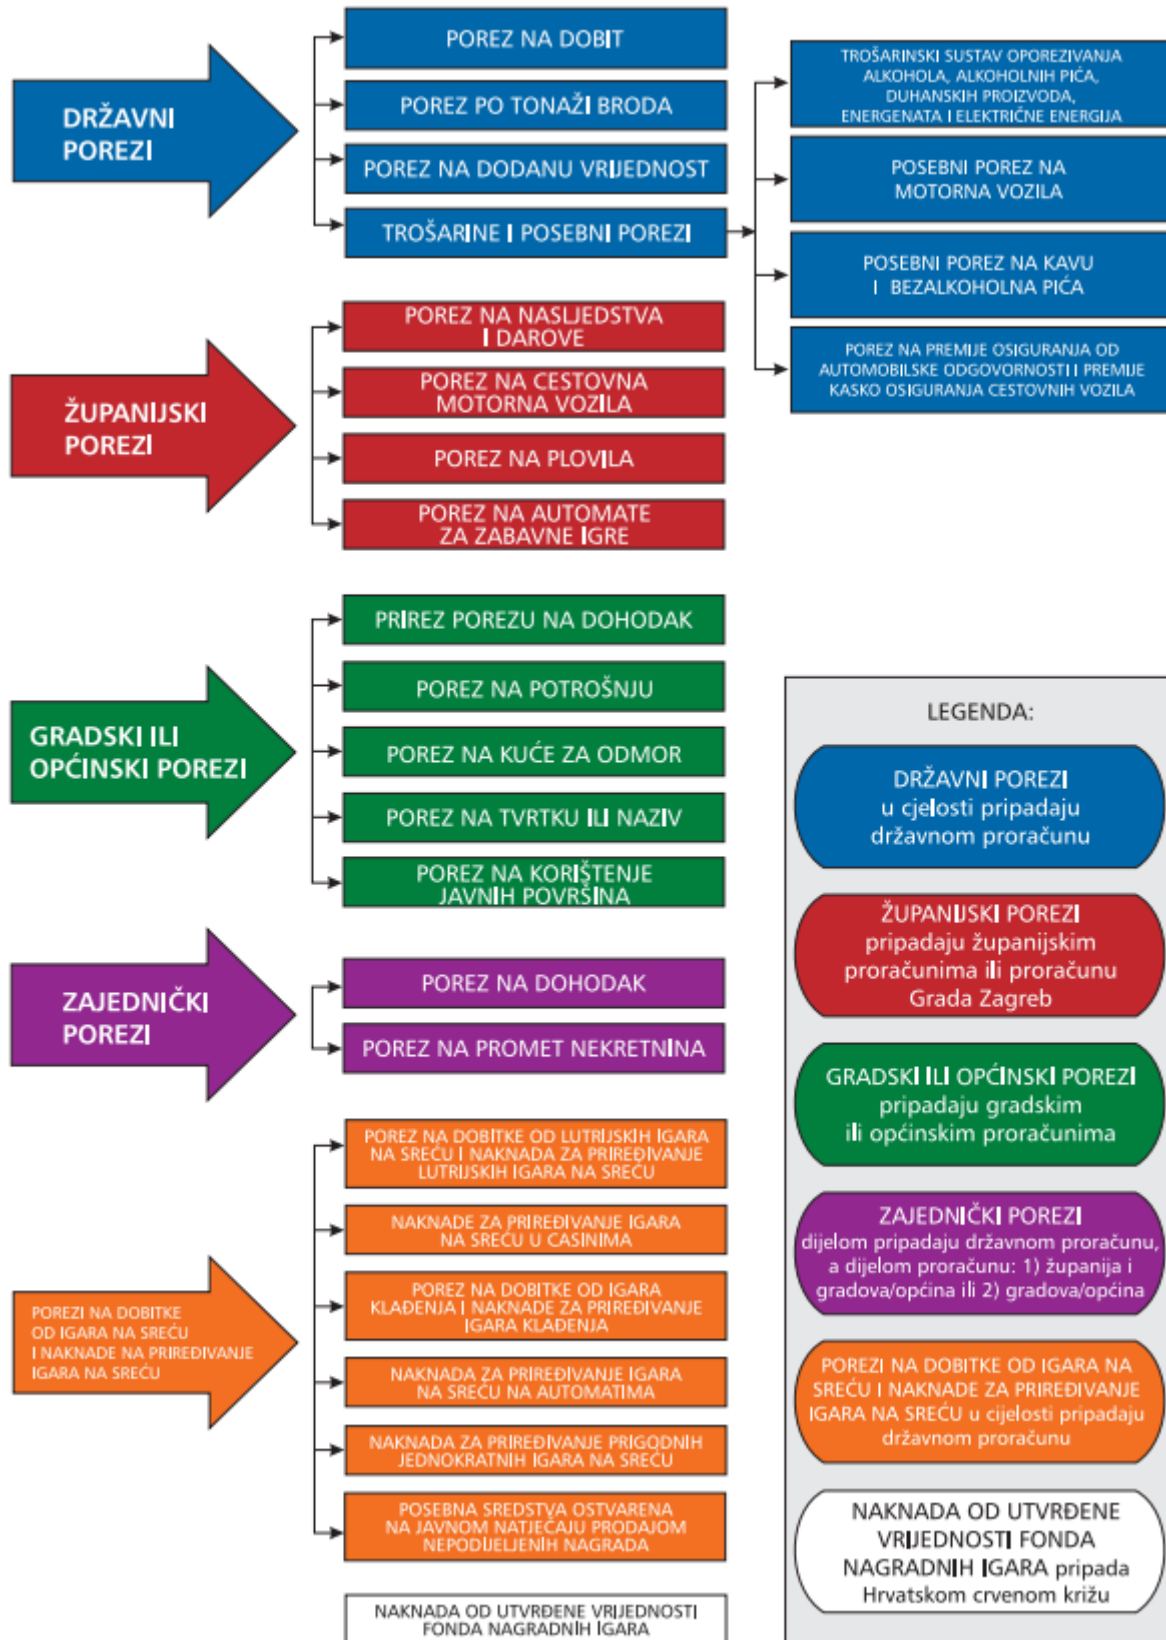 DRŽAVNI
POREZI
POREZ NA DOBIT
POREZ PO TONAŽI BRODA
POREZ NA DODANU VRIJEDNOST
TROŠARINE I POSEBNI POREZI
TROŠARINSKI SUSTAV OPOREZIVANJA
ALKOHOLA, ALKOHOLNIH PIĆA,
DUHANSKIH PROIZVODA,
ENERGENATA I ELEKTRIČNE ENERGIJA
POSEBNI POREZ NA
MOTORNA VOZILA
POSEBNI POREZ NA KAVU
I BEZALKOHOLNA PIĆA
POREZ NA PREMIJE OSIGURANJA OD
AUTOMOBILSKE ODGOVORNOSTI I PREMIJE
KASKO OSIGURANJA CESTOVNIH VOZILA
ŽUPANIJSKI
POREZI
POREZ NA NASLJEDSTVA
I DAROVE
POREZ NA CESTOVNA
MOTORNA VOZILA
POREZ NA PLOVILA
POREZ NA AUTOMATE
ZA ZABAVNE IGRE
GRADSKI ILI
OPĆINSKI POREZI
PRIREZ POREZU NA DOHODAK
POREZ NA POTROŠNJU
POREZ NA KUĆE ZA ODMOR
POREZ NA TVRTKU ILI NAZIV
POREZ NA KORIŠTENJE
JAVNIH POVRŠINA
ZAJEDNIČKI
POREZI
POREZ NA DOHODAK
POREZ NA PROMET NEKRETNINA
POREZI NA DOBITKE
OD IGARA NA SREĆU
I NAKNADE NA PRIREĐIVANJE
IGARA NA SREĆU
POREZ NA DOBITKE OD LUTRIJSKIH IGARA
NA SREĆU I NAKNADA ZA PRIREĐIVANJE
LUTRIJSKIH IGARA NA SREĆU
NAKNADE ZA PRIREĐIVANJE IGARA
NA SREĆU U CASINIMA
POREZ NA DOBITKE OD IGARA
KLAĐENJA I NAKNADE ZA PRIREĐIVANJE
IGARA KLAĐENJA
NAKNADA ZA PRIREĐIVANJE IGARA
NA SREĆU NA AUTOMATIMA
NAKNADA ZA PRIREĐIVANJE PRIGODNIH
JEDNOKRATNIH IGARA NA SREĆU
POSEBNA SREDSTVA OSTVARENA
NA JAVNOM NATJEČAJU PRODAJOM
NEPODIJELJENIH NAGRADA
NAKNADA OD UTVRĐENE VRIJEDNOSTI
FONDA NAGRADNIH IGARA
LEGENDA:
DRŽAVNI POREZI
u cjelosti pripadaju
državnom proračunu
ŽUPANIJSKI POREZI
pripadaju županijskim
proračunima ili proračunu
Grada Zagreb
GRADSKI ILI OPĆINSKI POREZI
pripadaju gradskim
ili općinskim proračunima
ZAJEDNIČKI POREZI
dijelom pripadaju državnom proračunu,
a dijelom proračunu: 1) županija i
gradova/općina ili 2) gradova/općina
POREZI NA DOBITKE OD IGARA NA
SREĆU I NAKNADE ZA PRIREĐIVANJE
IGARA NA SREĆU u cijelosti pripadaju
državnom proračunu
NAKNADA OD UTVRĐENE
VRIJEDNOSTI FONDA
NAGRADNIH IGARA pripada
Hrvatskom crvenom križu